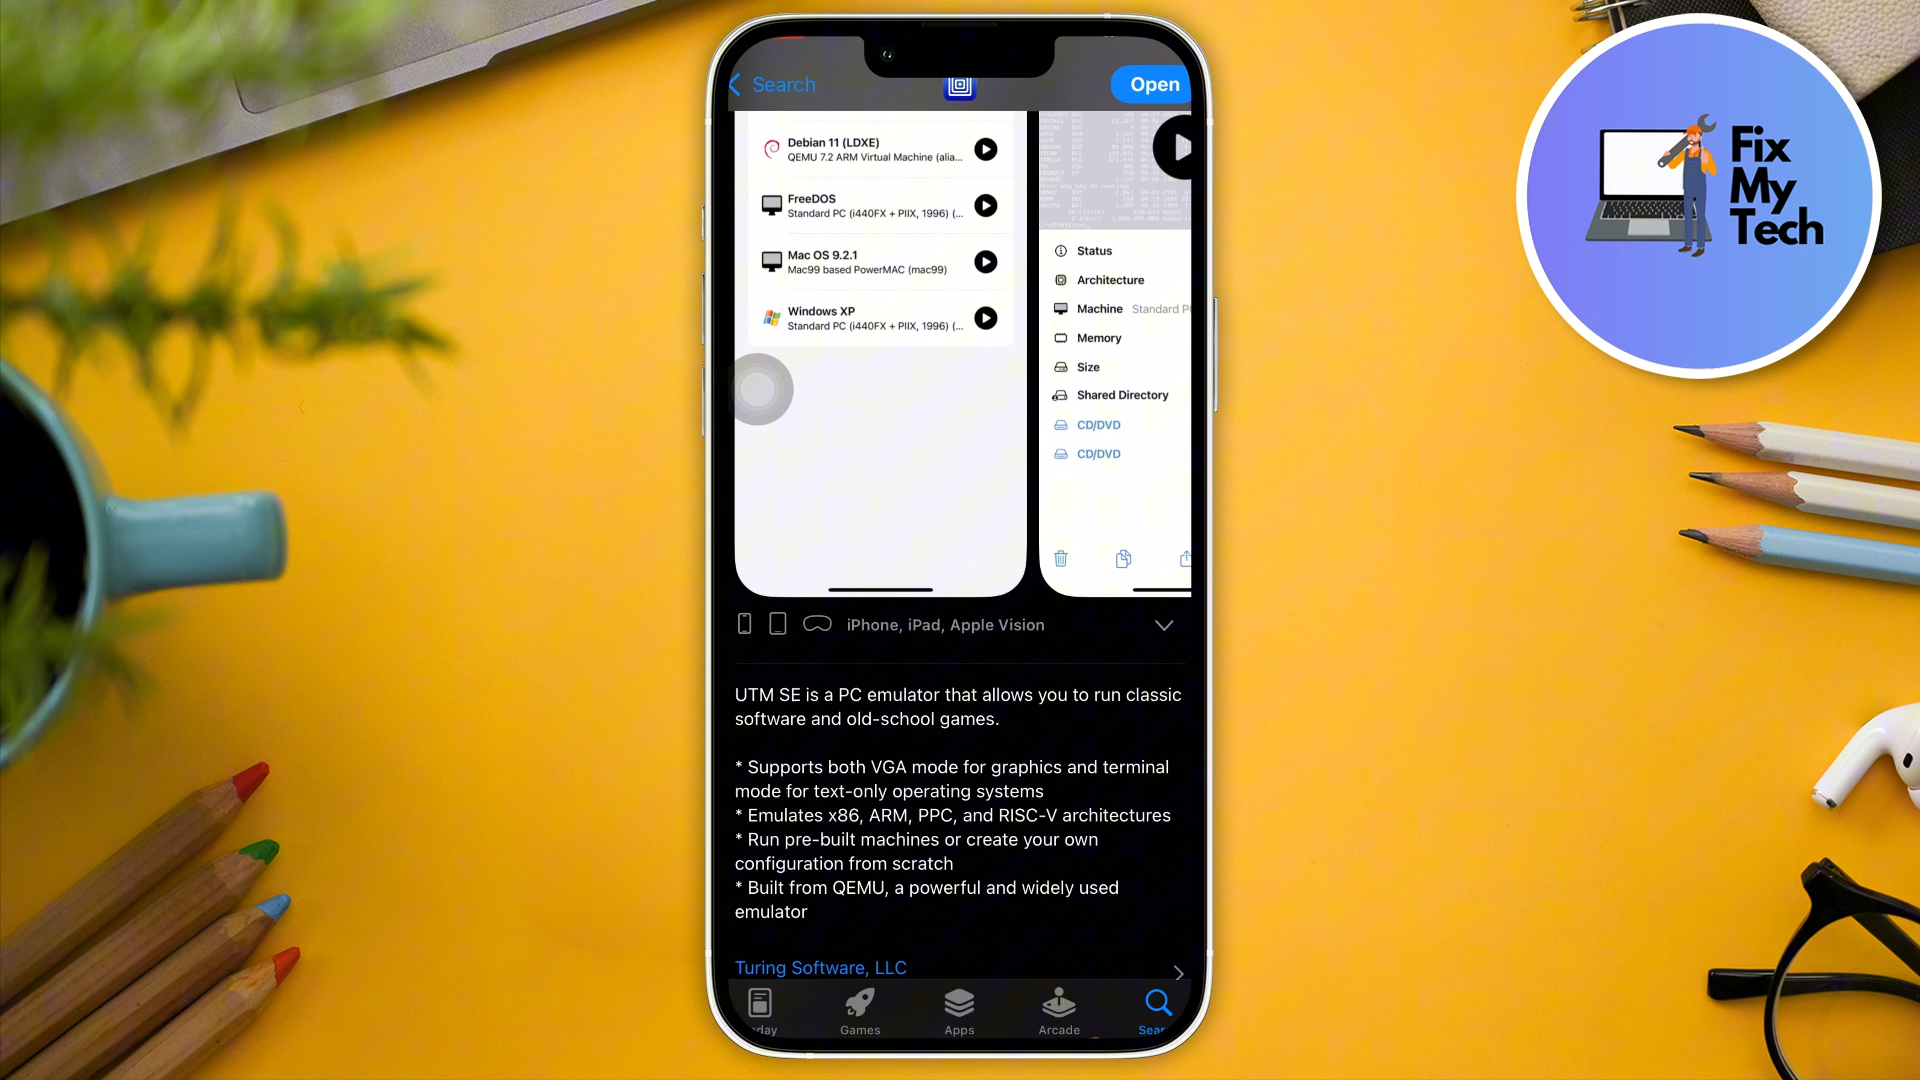 Search
Open
Debian 11 (LDXE)
QEMU 7.2 ARM Virtual Machine (alia...
FreeDOS
Standard PC (i440FX + PIIX, 1996) (...
Mac OS 9.2.1
Mac99 based PowerMAC (mac99)
Windows XP
Standard PC (i440FX + PIIX, 1996) (...
Status
Architecture
Machine Standard P
Memory
Size
Shared Directory
CD/DVD
CD/DVD
iPhone, iPad, Apple Vision
UTM SE is a PC emulator that allows you to run classic
software and old-school games.
* Supports both VGA mode for graphics and terminal
mode for text-only operating systems
* Emulates x86, ARM, PPC, and RISC-V architectures
* Run pre-built machines or create your own
configuration from scratch
* Built from QEMU, a powerful and widely used
emulator
Turing Software, LLC
day
Games
Apps
Arcade
Sear
Fix
My
Tech